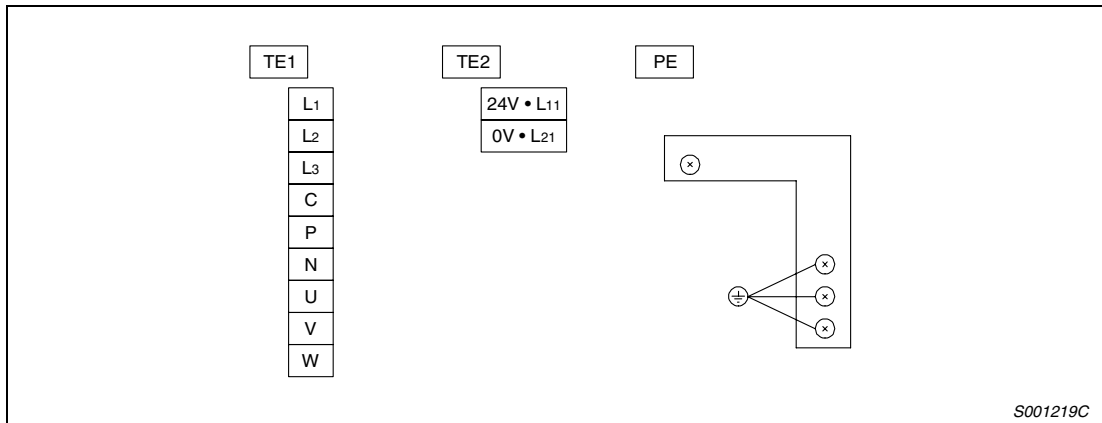 TE1
L1
L2
L3
C
P
N
U
V
W
TE2
24V • L11
0V • L21
PE
S001219C